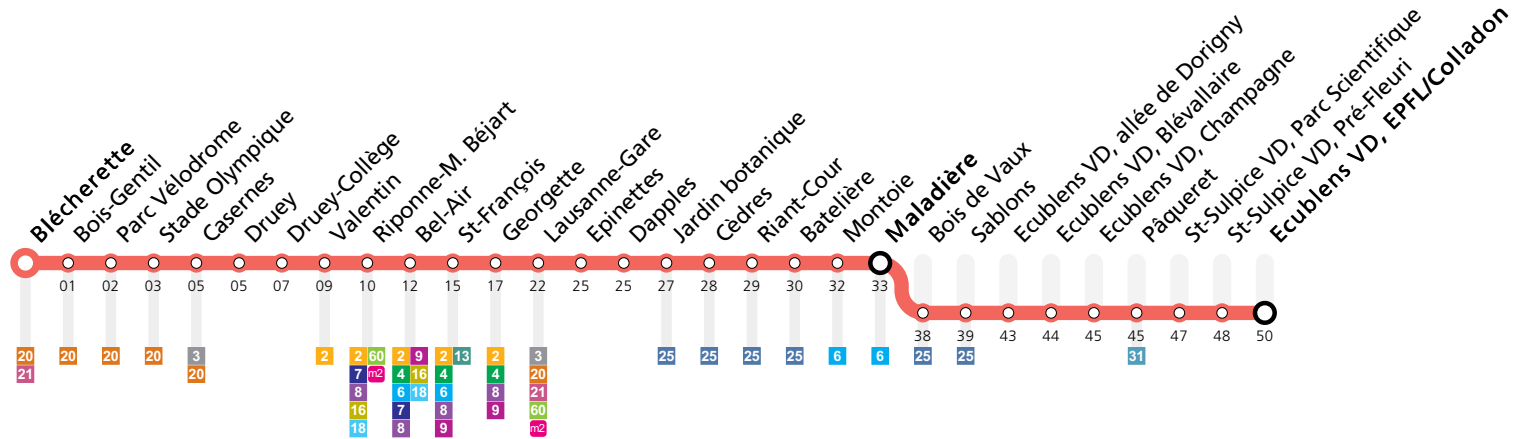 Blécherette
Bois-Gentil
Parc Vélodrome
Stade Olympique
Casernes
Druey
Druey-Collège
Valentin
Riponne-M. Béjart
Bel-Air
St-François
Georgette
Lausanne-Gare
Epinettes
Dapples
Jardin botanique
Cèdres
Riant-Cour
Batelière
Montoie
Maladière
Bois de Vaux
Sablons
Ecublens VD, allée de Dorigny
Ecublens VD, Blévallaire
Ecublens VD, Champagne
Pâqueret
St-Sulpice VD, Parc Scientifique
St-Sulpice VD, Pré-Fleuri
Ecublens VD, EPFL/Colladon
01 02 03 05 05 07 09 10 12 15 17 22 25 25 27 28 29 30 32 33
38 39 43 44 45 45 47 48 50
20 20 20 20 3 2 2 60 2 9 2 13 2 3 25 25 25 25 6 6 25 25 31
21 20 7 m2 4 16 4 4 20
8 6 18 6 8 21
16 7 8 9 60
18 8 9 m2